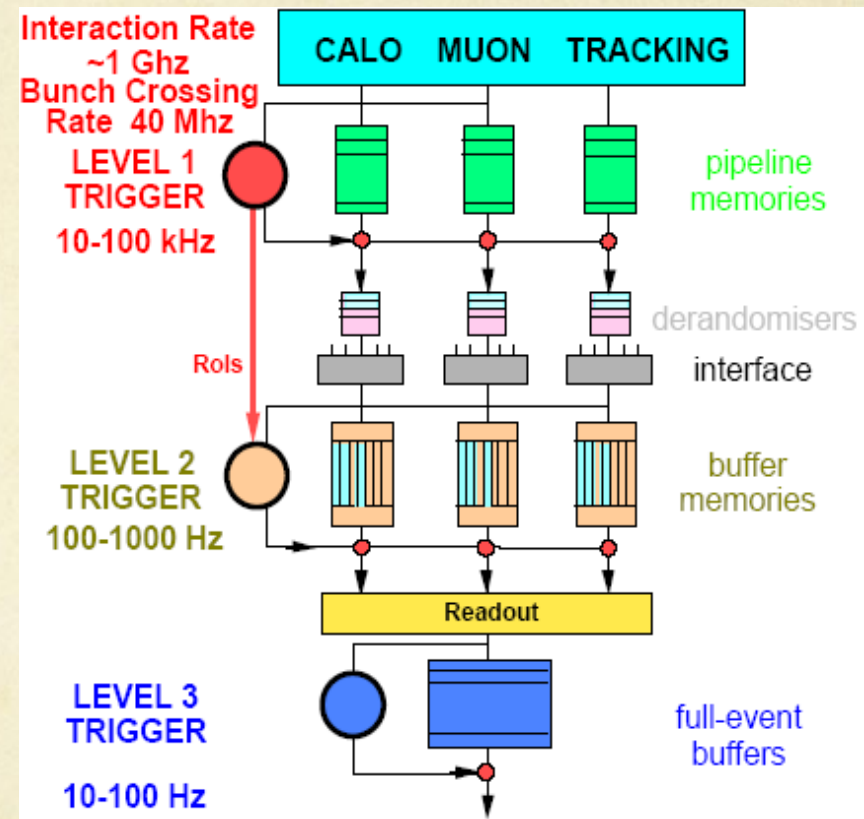 Interaction Rate
~1 Ghz
Bunch Crossing
Rate 40 Mhz
CALO MUON TRACKING
LEVEL 1
TRIGGER
10-100 kHz
pipeline
memories
derandomisers
RoIs
interface
LEVEL 2
TRIGGER
100-1000 Hz
buffer
memories
Readout
LEVEL 3
TRIGGER
10-100 Hz
full-event
buffers